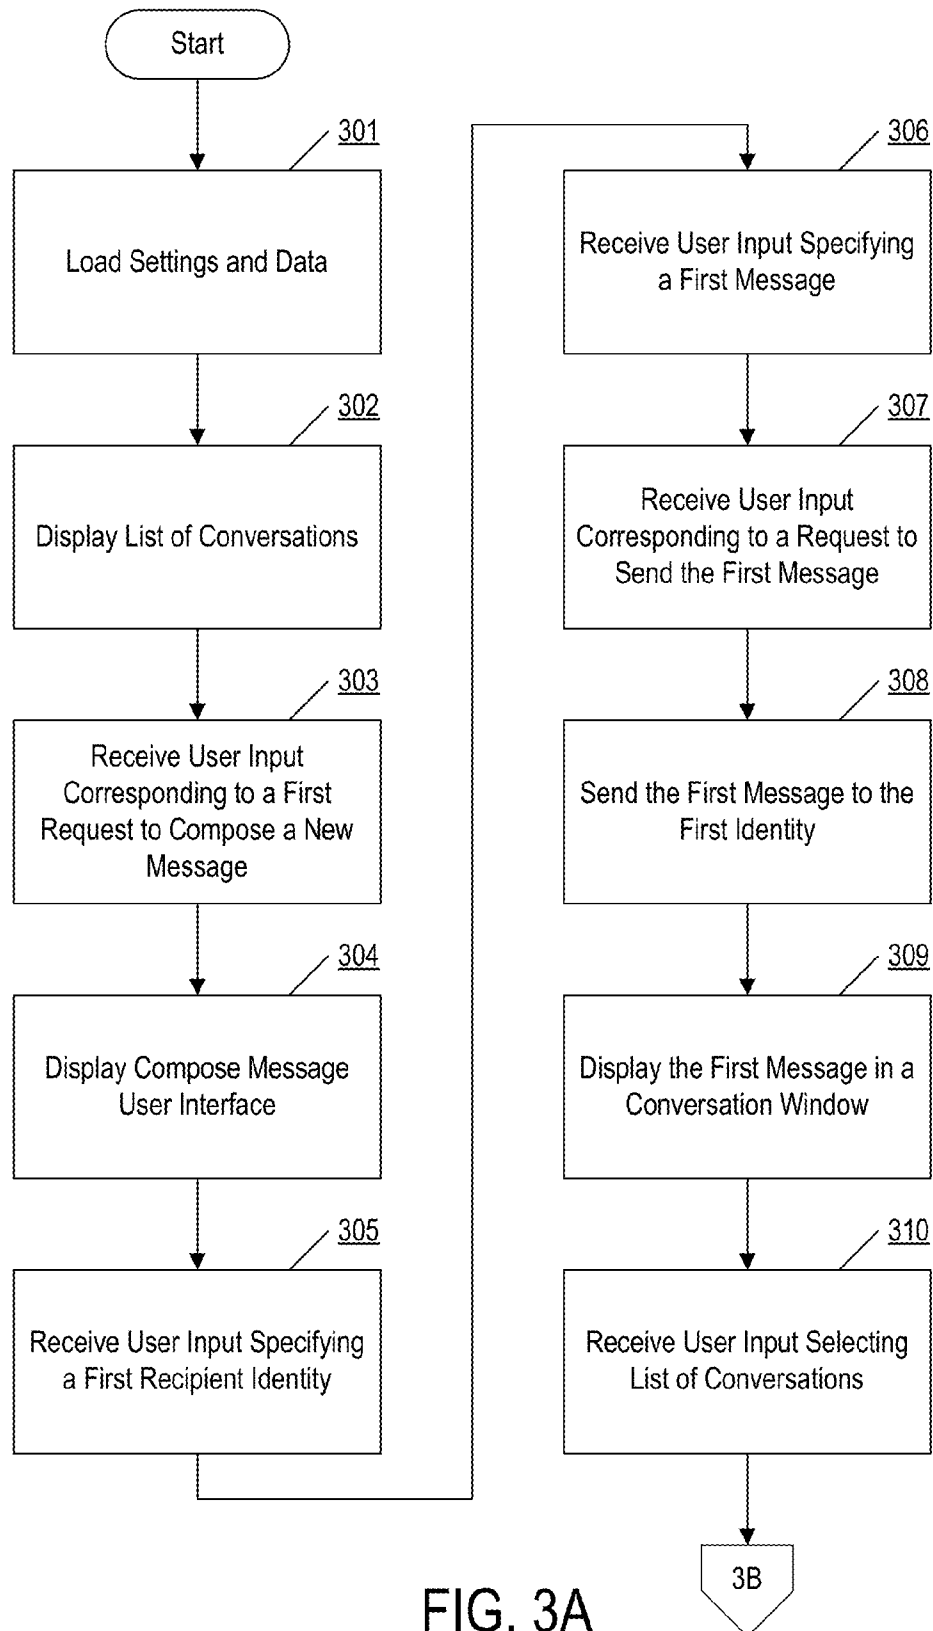 Start
301
Load Settings and Data
302
Display List of Conversations
303
Receive User Input
Corresponding to a First
Request to Compose a New
Message
304
Display Compose Message
User Interface
305
Receive User Input Specifying
a First Recipient Identity
306
Receive User Input Specifying
a First Message
307
Receive User Input
Corresponding to a Request to
Send the First Message
308
Send the First Message to the
First Identity
309
Display the First Message in a
Conversation Window
310
Receive User Input Selecting
List of Conversations
3B
FIG. 3A